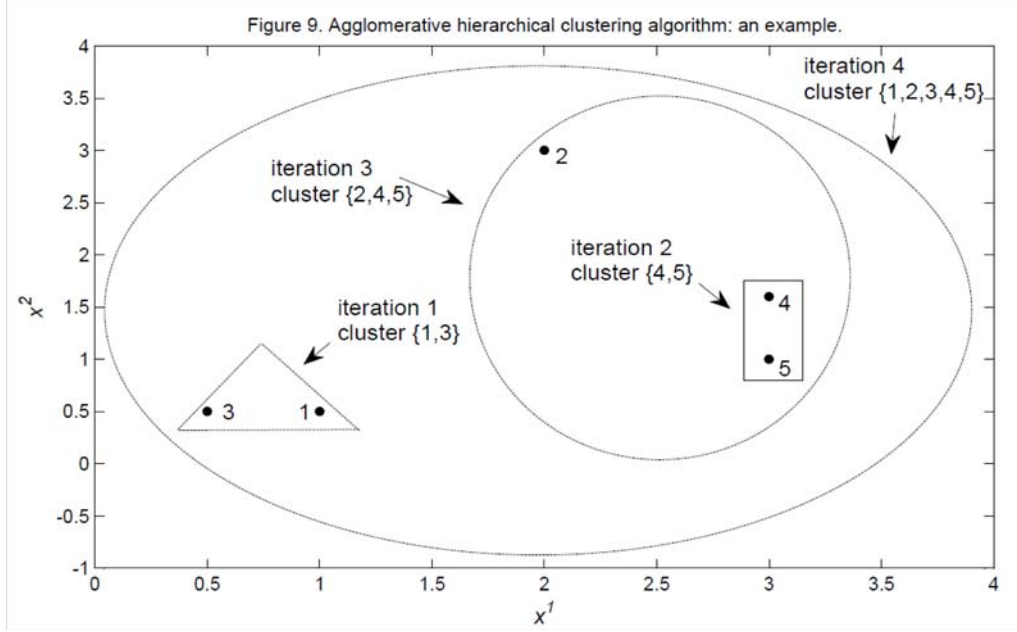 Figure 9. Agglomerative hierarchical clustering algorithm: an example.
4
3.5
3
2.5
2
1.5
1
0.5
0
-0.5
-1
x²
iteration 4
cluster {1,2,3,4,5}
2
iteration 3
cluster {2,4,5}
iteration 2
cluster {4,5}
4
5
iteration 1
cluster {1,3}
3 1
0 0.5 1 1.5 2 2.5 3 3.5 4
x¹